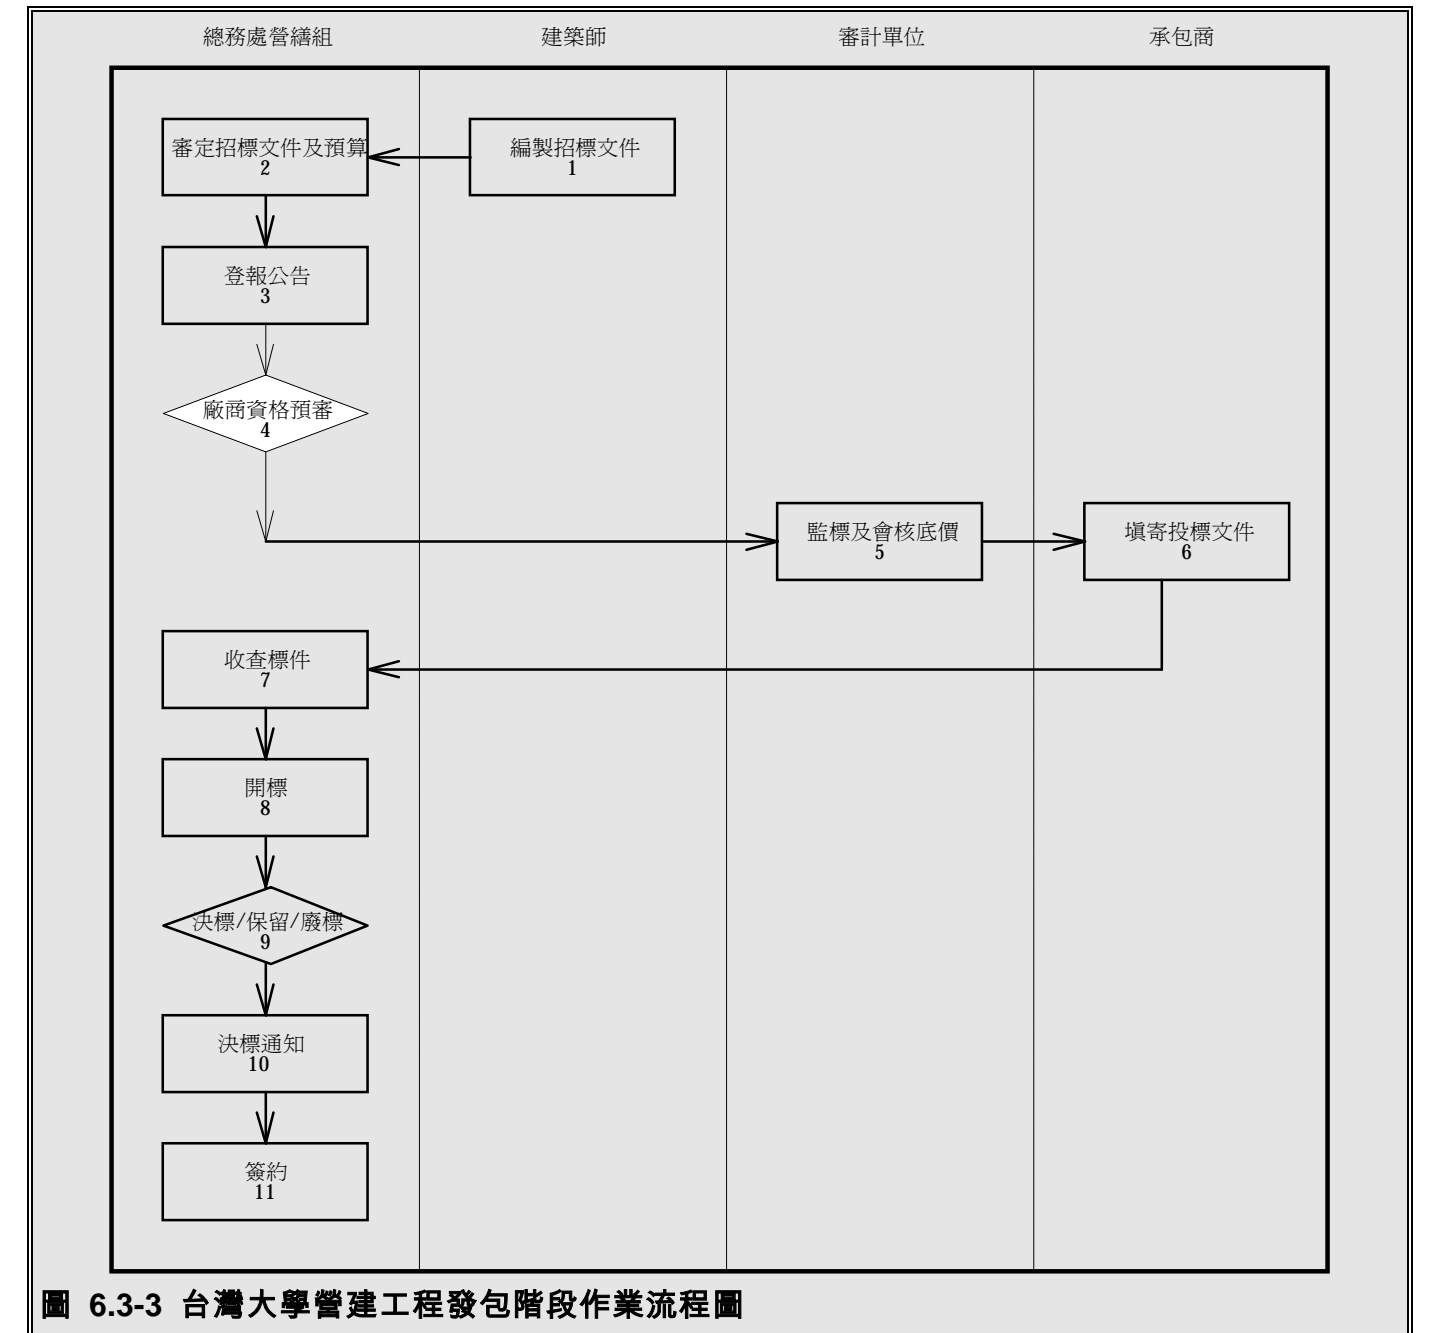 總務處營繕組
建築師
審計單位
承包商
審定招標文件及預算
2
編製招標文件
1
登報公告
3
廠商資格預審
4
監標及會核底價
5
填寄投標文件
6
收查標件
7
開標
8
決標/保留/廢標
9
決標通知
10
簽約
11
圖 6.3-3 台灣大學營建工程發包階段作業流程圖